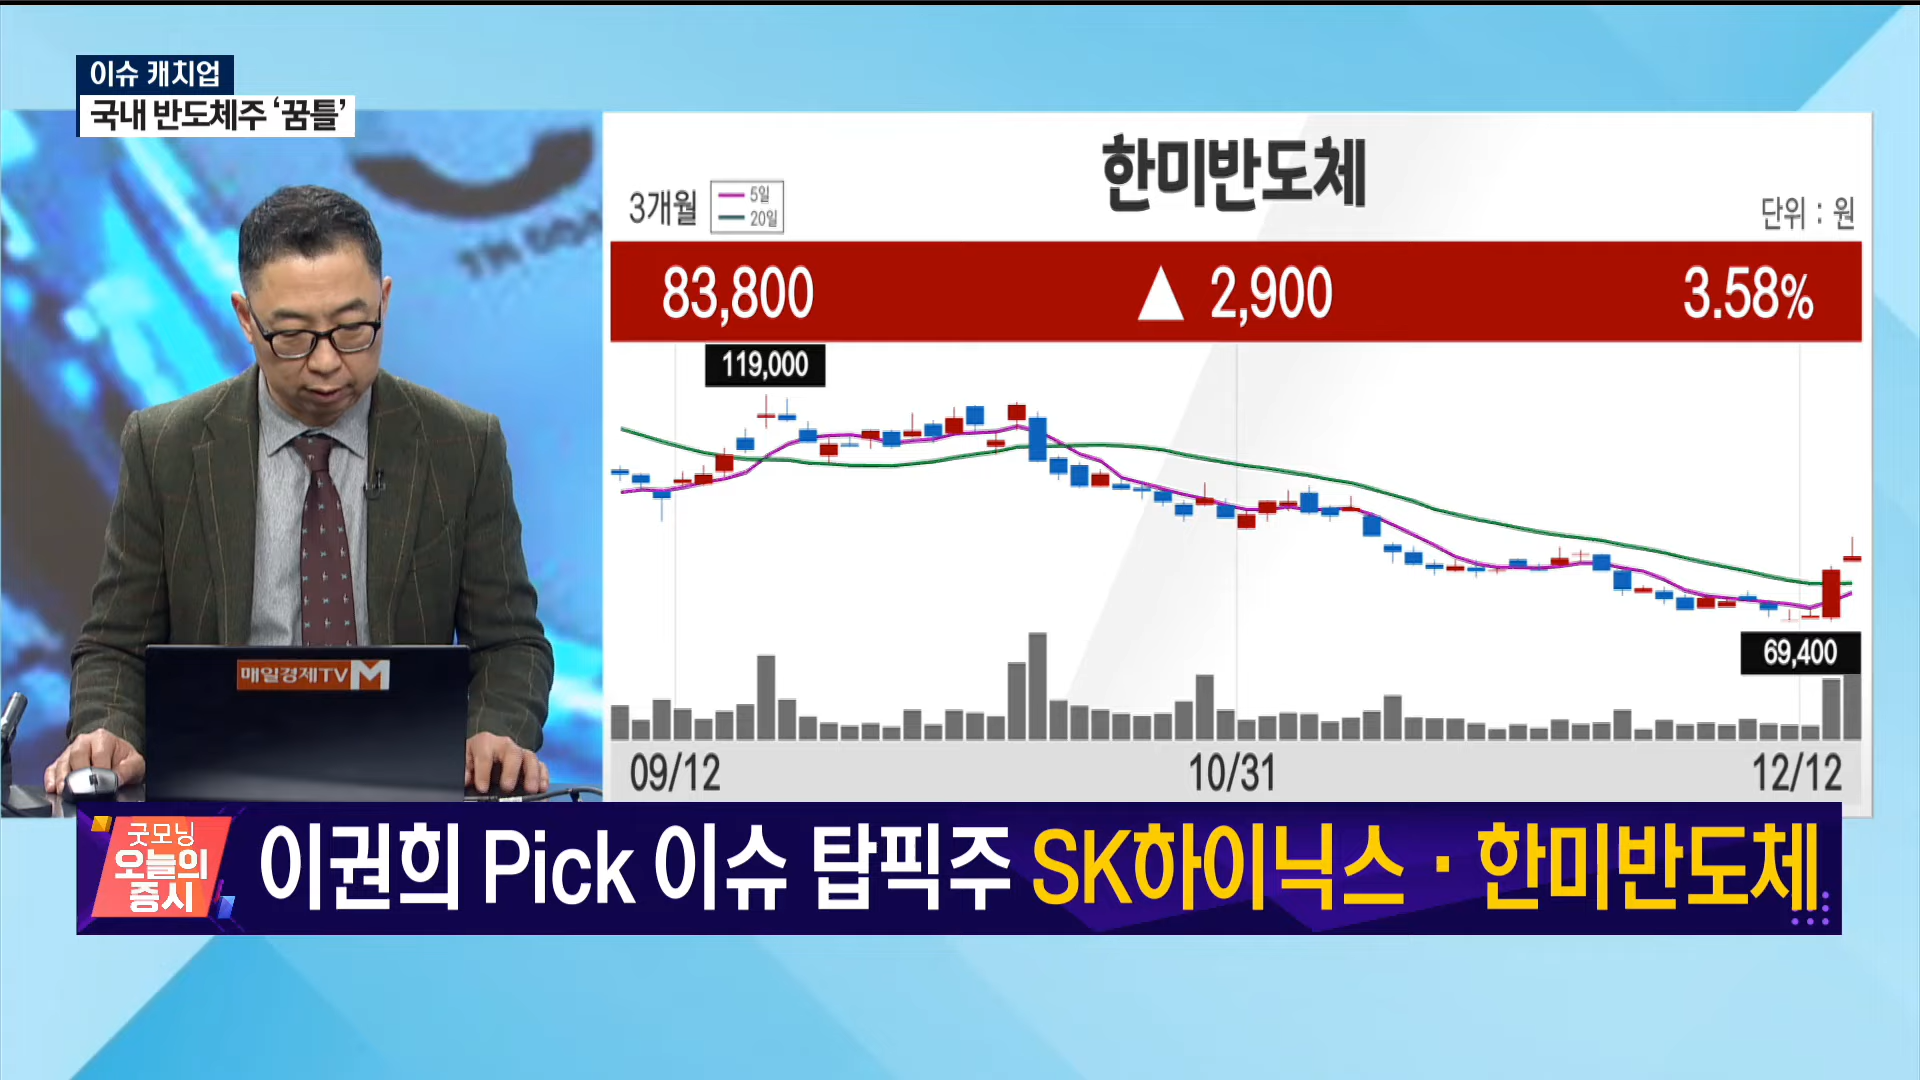 이슈 캐치업
국내 반도체주 ‘꿈틀’
한미반도체
3개월
5일
20일
단위 : 원
83,800 ▲ 2,900 3.58%
119,000
69,400
09/12 10/31 12/12
매일경제TV M
굿모닝
오늘의
증시
이권희 Pick 이슈 탑픽주 SK하이닉스 · 한미반도체